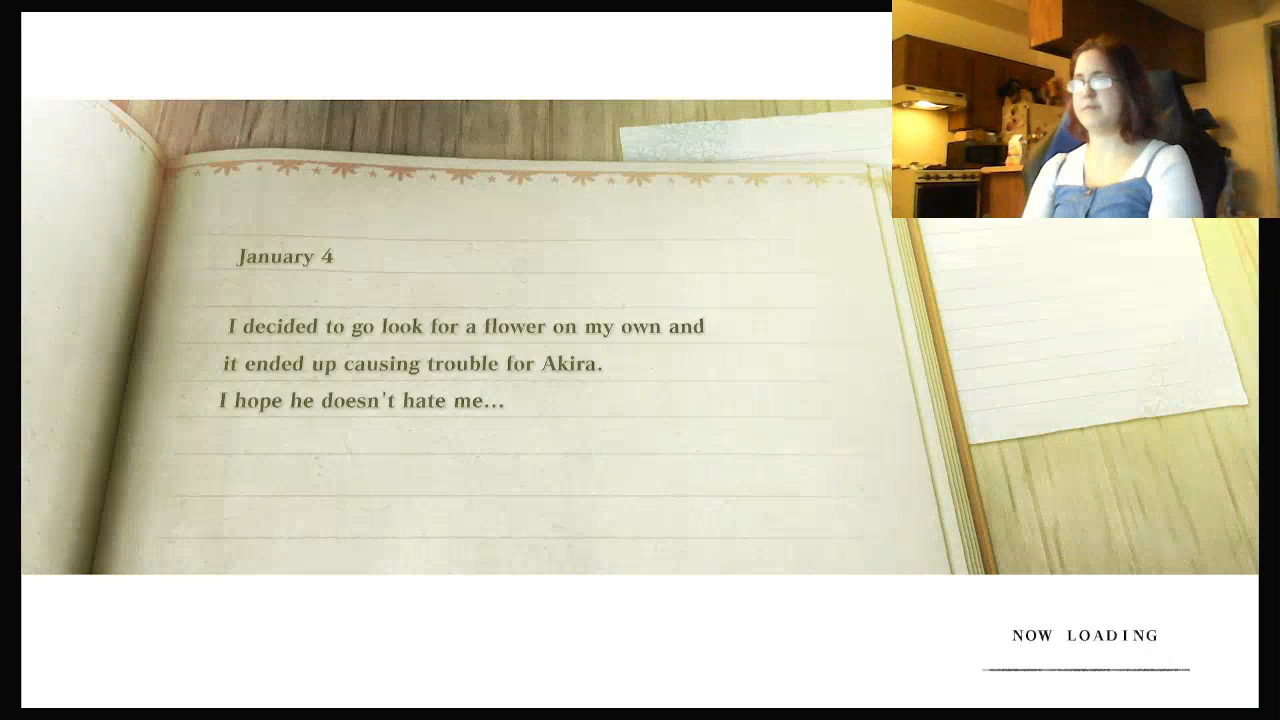 January 4
I decided to go look for a flower on my own and
it ended up causing trouble for Akira.
I hope he doesn't hate me...
NOW LOADING